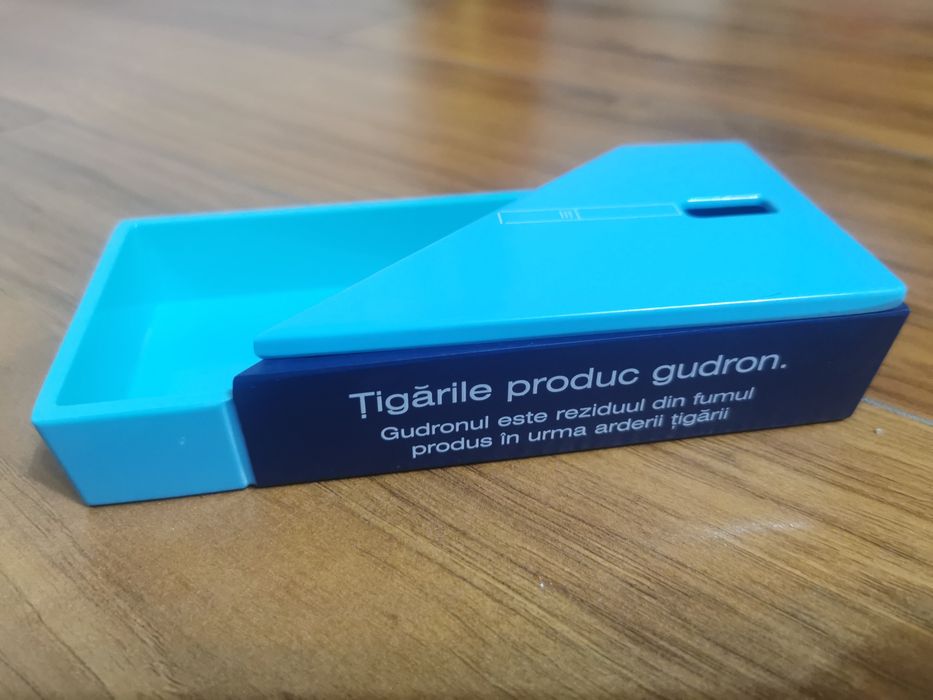 Țigările produc gudron.
Gudronul este reziduul din fumul
produs în urma arderii țigării